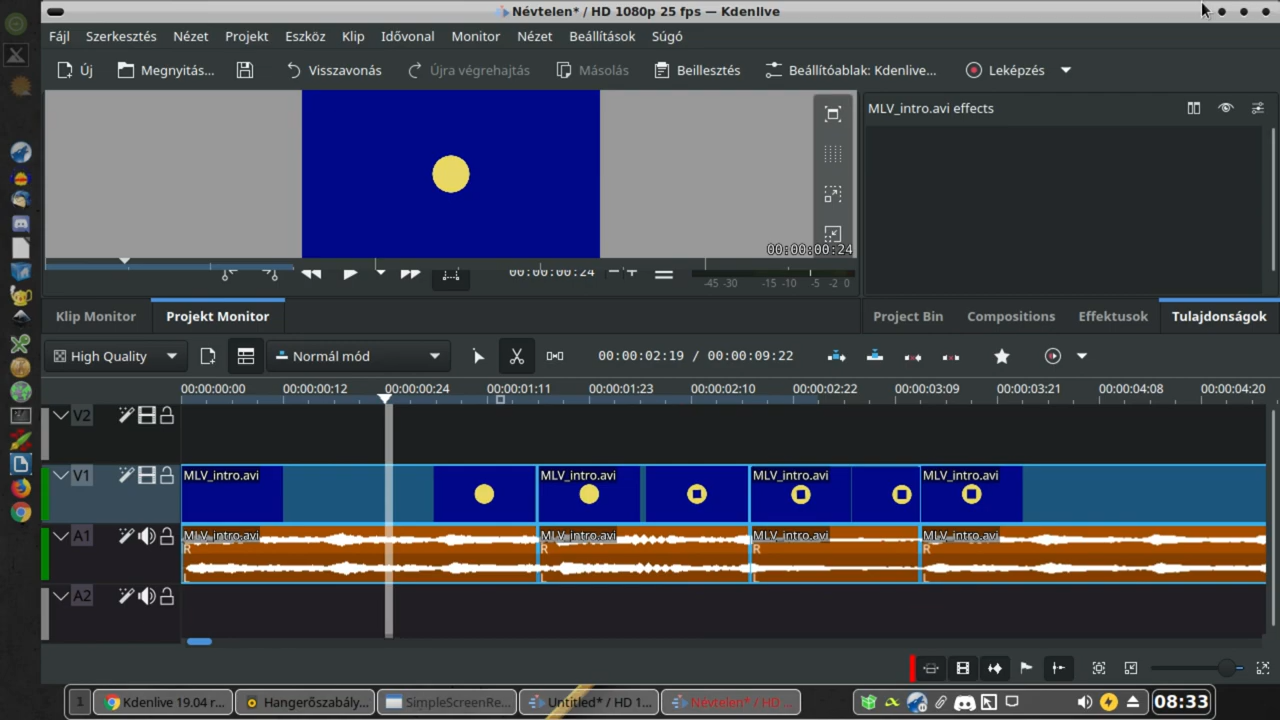 Névtelen* / HD 1080p 25 fps — Kdenlive
Fájl Szerkesztés Nézet Projekt Eszköz Klip Idővonal Monitor Nézet Beállítások Súgó
Új Megnyitás... Visszavonás Újra végrehajtás Másolás Beillesztés Beállítóablak: Kdenlive... Leképzés
MLV_intro.avi effects
00:00:00:24
00:00:00:24
-45 -30 -15 -10 -5 -2 0
Klip Monitor Projekt Monitor Project Bin Compositions Effektusok Tulajdonságok
High Quality Normál mód 00:00:02:19 / 00:00:09:22
00:00:00:00 00:00:00:12 00:00:00:24 00:00:01:11 00:00:01:23 00:00:02:10 00:00:02:22 00:00:03:09 00:00:03:21 00:00:04:08 00:00:04:20
V2
V1 MLV_intro.avi MLV_intro.avi MLV_intro.avi MLV_intro.avi
A1 MLV_intro.avi MLV_intro.avi MLV_intro.avi MLV_intro.avi
R R R R
L L L L
A2
1 Kdenlive 19.04 r... Hangerőszabály... SimpleScreenRe... Untitled* / HD 1... Névtelen* / HD ... 08:33